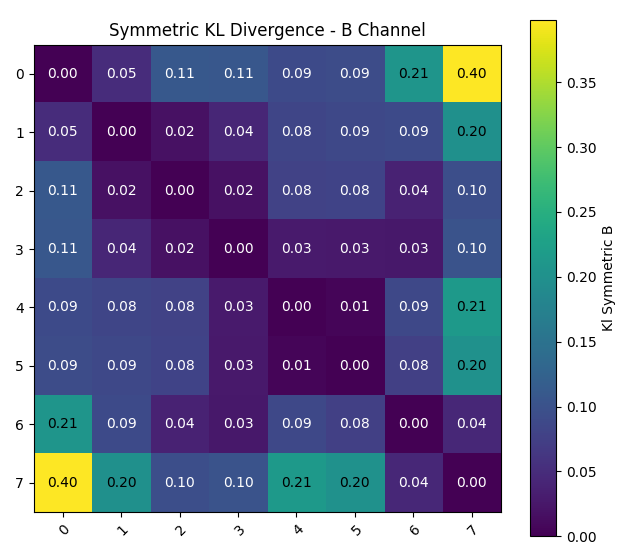 Symmetric KL Divergence - B Channel
0 0.00 0.05 0.11 0.11 0.09 0.09 0.21 0.40
1 0.05 0.00 0.02 0.04 0.08 0.09 0.09 0.20
2 0.11 0.02 0.00 0.02 0.08 0.08 0.04 0.10
3 0.11 0.04 0.02 0.00 0.03 0.03 0.03 0.10
4 0.09 0.08 0.08 0.03 0.00 0.01 0.09 0.21
5 0.09 0.09 0.08 0.03 0.01 0.00 0.08 0.20
6 0.21 0.09 0.04 0.03 0.09 0.08 0.00 0.04
7 0.40 0.20 0.10 0.10 0.21 0.20 0.04 0.00
0 1 2 3 4 5 6 7
0.35
0.30
0.25
0.20
0.15
0.10
0.05
0.00
Kl Symmetric B